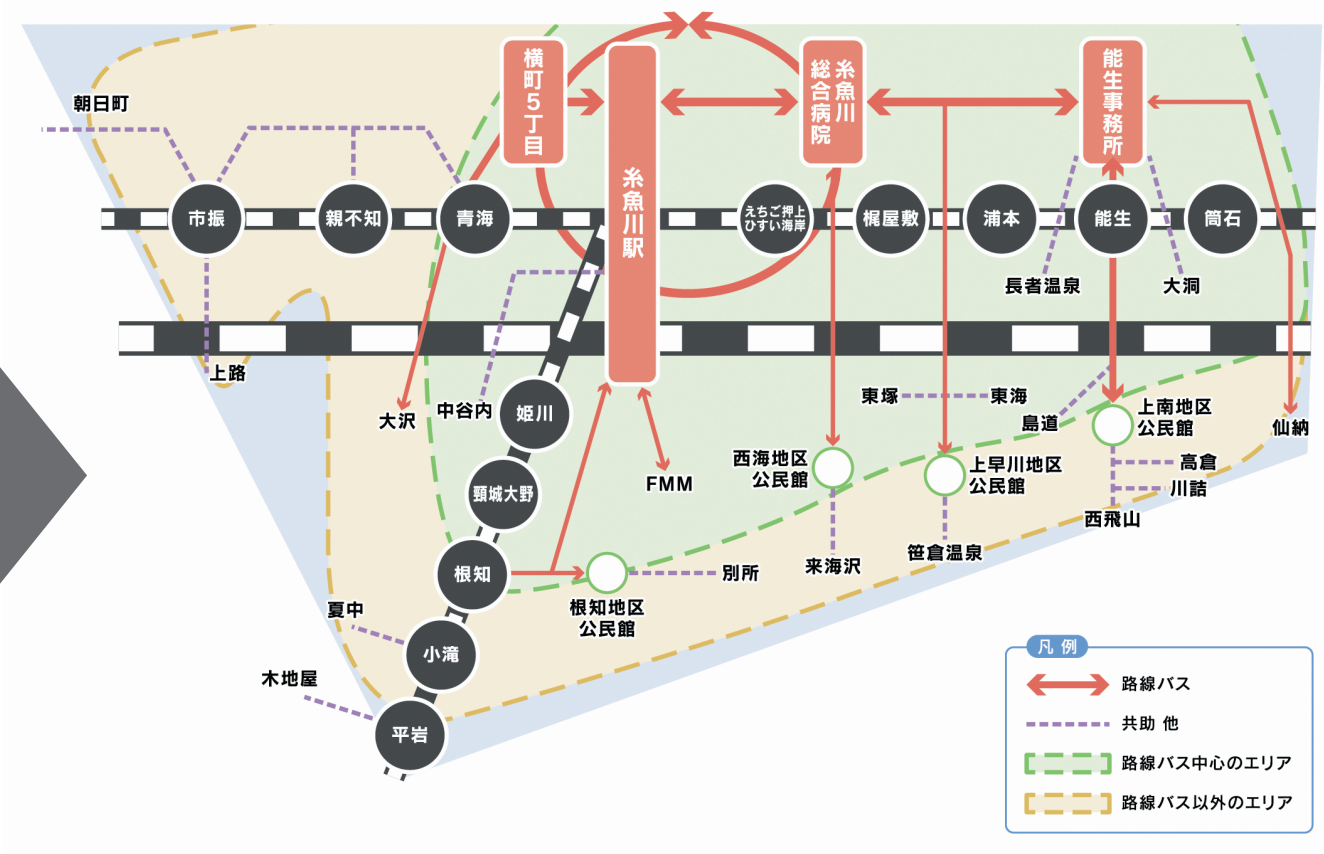 朝日町
市振
親不知
青海
横町5丁目
糸魚川駅
糸魚川
総合病院
能生事務所
えちご押上
ひすい海岸
梶屋敷
浦本
能生
筒石
長者温泉
大洞
上路
大沢
中谷内
姫川
頸城大野
根知
小滝
平岩
夏中
木地屋
FMM
根知地区
公民館
別所
西海地区
公民館
来海沢
東塚
東海
島道
上早川地区
公民館
笹倉温泉
上南地区
公民館
高倉
川詰
西飛山
仙納
凡例
路線バス
共助 他
路線バス中心のエリア
路線バス以外のエリア